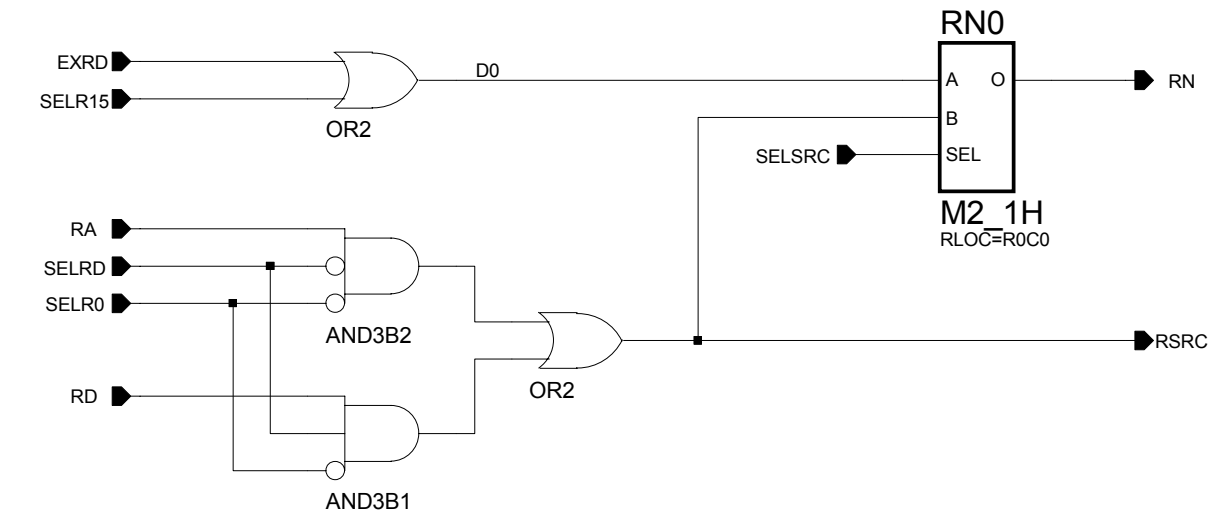 RN0
EXRD
SELR15
OR2
D0
A
O
RN
B
SELSRC
SEL
M2_1H
RLOC=R0C0
RA
SELRD
SELR0
AND3B2
OR2
RSRC
RD
AND3B1